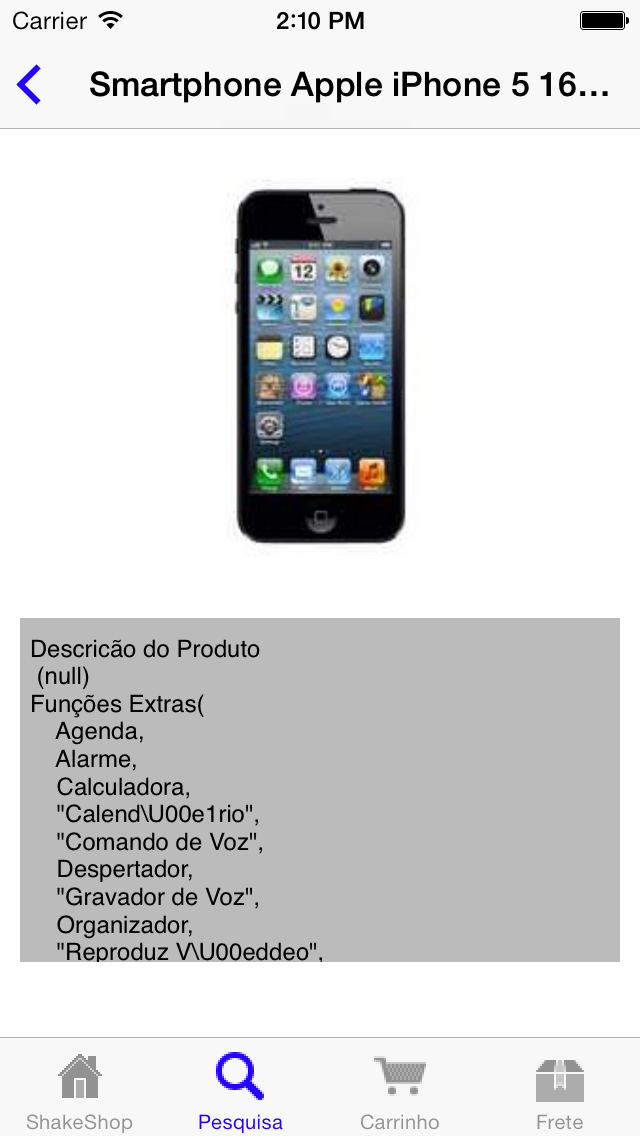 Carrier 2:10 PM
Smartphone Apple iPhone 5 16...
12
Descricão do Produto
(null)
Funções Extras(
Agenda,
Alarme,
Calculadora,
"Calend\U00e1rio",
"Comando de Voz",
Despertador,
"Gravador de Voz",
Organizador,
"Reproduz V\U00eddeo",
ShakeShop Pesquisa Carrinho Frete